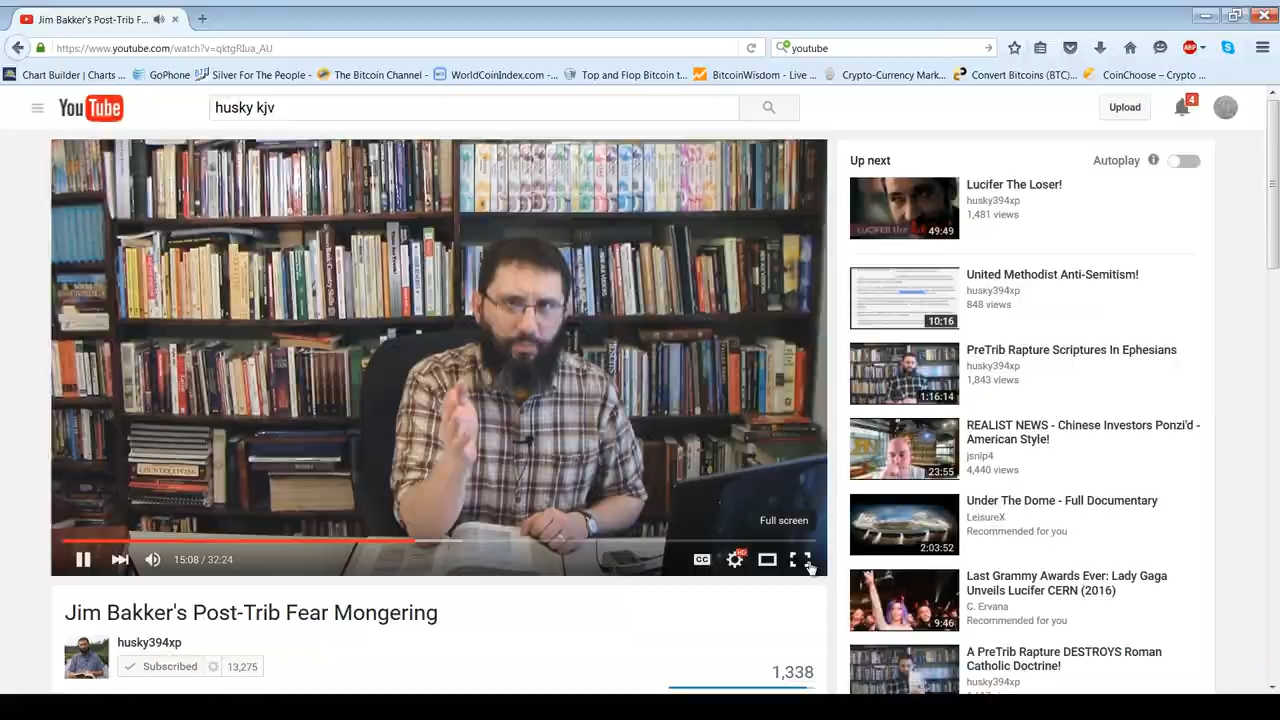 Jim Bakker's Post-Trib F...
https://www.youtube.com/watch?v=qktgRIua_AU
youtube
ABP
Chart Builder | Charts ...
GoPhone
Silver For The People - ...
The Bitcoin Channel - ...
WorldCoinIndex.com -...
Top and Flop Bitcoin t...
BitcoinWisdom - Live ...
Crypto-Currency Mark...
Convert Bitcoins (BTC)...
CoinChoose – Crypto ...
YouTube
husky kjv
Upload
4
Up next
Autoplay
Lucifer The Loser!
husky394xp
1,481 views
49:49
United Methodist Anti-Semitism!
husky394xp
848 views
10:16
PreTrib Rapture Scriptures In Ephesians
husky394xp
1,843 views
1:16:14
REALIST NEWS - Chinese Investors Ponzi'd -
American Style!
jsnip4
4,440 views
23:55
Under The Dome - Full Documentary
LeisureX
Recommended for you
2:03:52
Last Grammy Awards Ever: Lady Gaga
Unveils Lucifer CERN (2016)
C. Ervana
Recommended for you
9:46
A PreTrib Rapture DESTROYS Roman
Catholic Doctrine!
husky394xp
Full screen
15:08 / 32:24
CC
HD
Jim Bakker's Post-Trib Fear Mongering
husky394xp
Subscribed
13,275
1,338